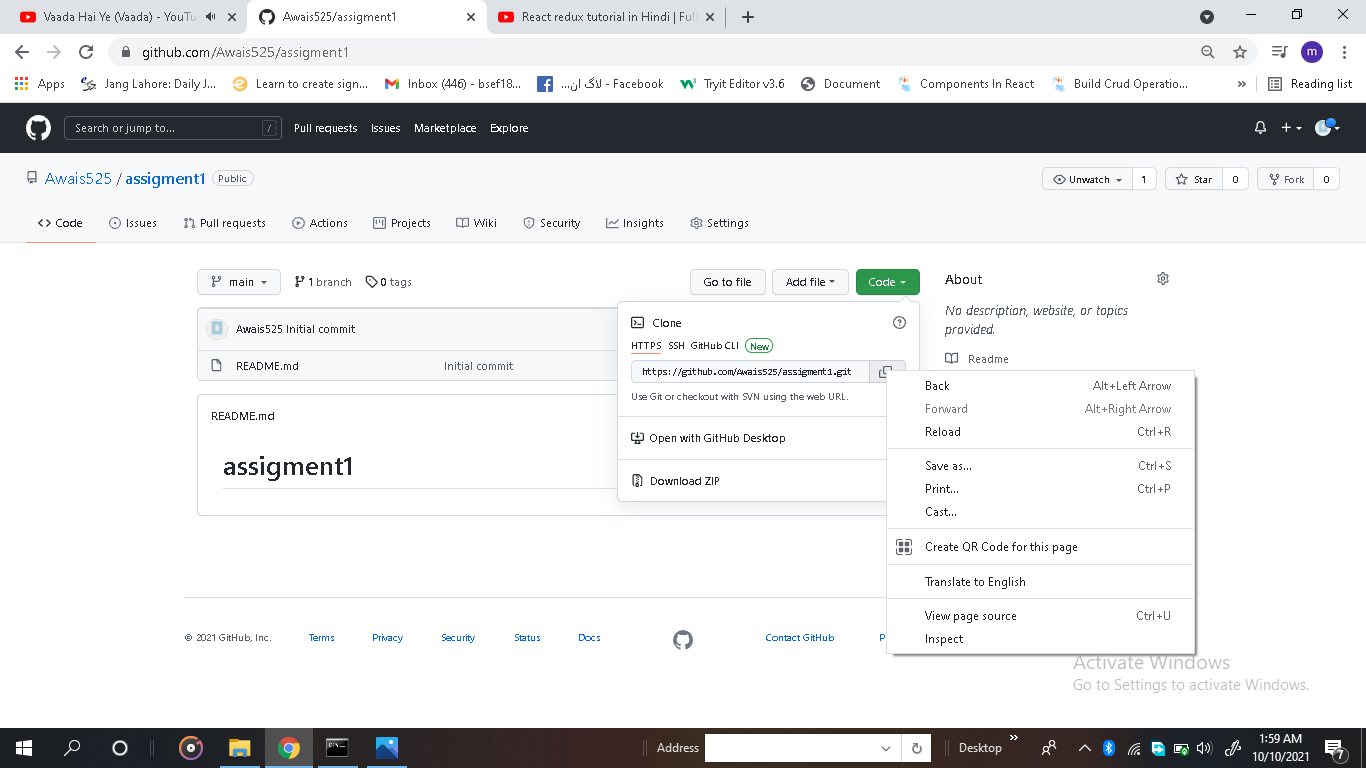 Vaada Hai Ye (Vaada) - YouTu
Awais525/assigment1
React redux tutorial in Hindi | Ful
github.com/Awais525/assigment1
m
Apps
Jang Lahore: Daily J...
Learn to create sign...
Inbox (446) - bsef18...
لاگ ان... - Facebook
Tryit Editor v3.6
Document
Components In React
Build Crud Operatio...
»
Reading list
Search or jump to...
/
Pull requests
Issues
Marketplace
Explore
Awais525 / assigment1
Public
Unwatch
1
Star
0
Fork
0
Code
Issues
Pull requests
Actions
Projects
Wiki
Security
Insights
Settings
main
1 branch
0 tags
Go to file
Add file
Code
About
No description, website, or topics
provided.
Readme
Awais525 Initial commit
README.md
Initial commit
Clone
HTTPS
SSH
GitHub CLI
New
https://github.com/Awais525/assigment1.git
Use Git or checkout with SVN using the web URL.
Open with GitHub Desktop
Download ZIP
README.md
assigment1
Back
Alt+Left Arrow
Forward
Alt+Right Arrow
Reload
Ctrl+R
Save as...
Ctrl+S
Print...
Ctrl+P
Cast...
Create QR Code for this page
Translate to English
View page source
Ctrl+U
Inspect
© 2021 GitHub, Inc.
Terms
Privacy
Security
Status
Docs
Contact GitHub
P
Activate Windows
Go to Settings to activate Windows.
Address
Desktop
»
1:59 AM
10/10/2021
7